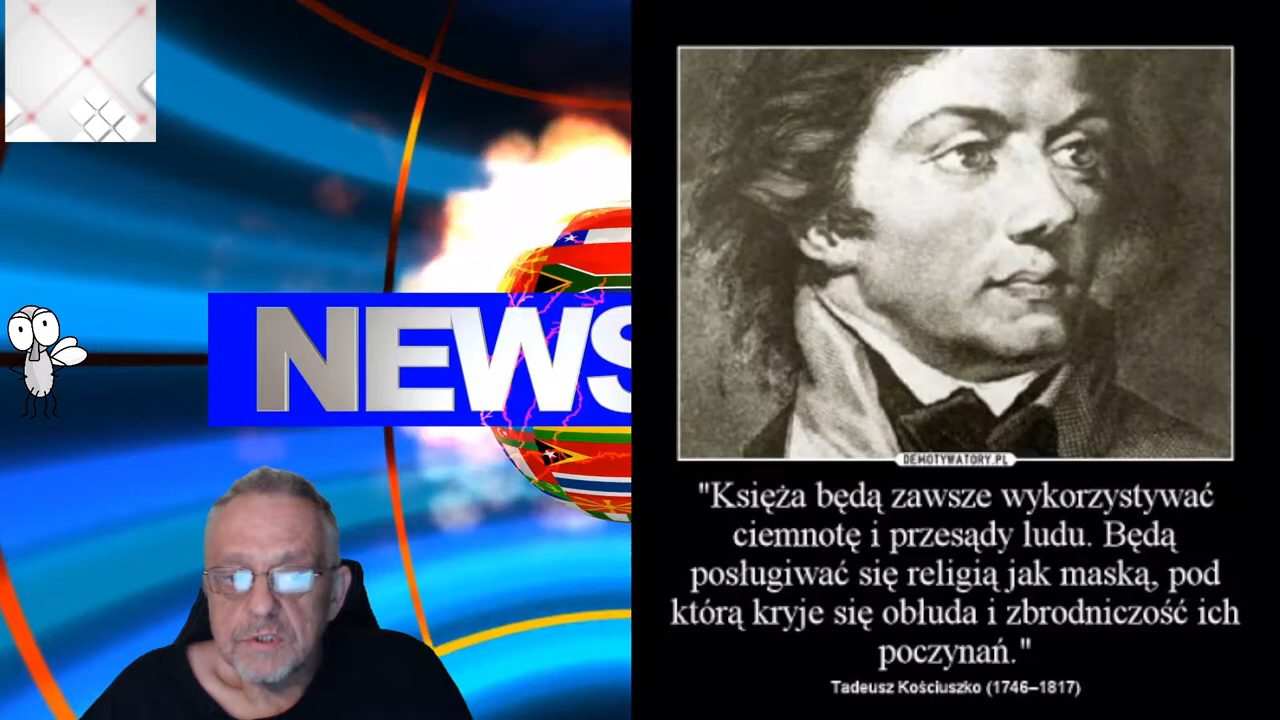 NEWS
DEMOTYWATORY.PL
"Księża będą zawsze wykorzystywać
ciemnotę i przesądy ludu. Będą
posługiwać się religią jak maską, pod
którą kryje się obłuda i zbrodniczość ich
poczynań."
Tadeusz Kościuszko (1746–1817)